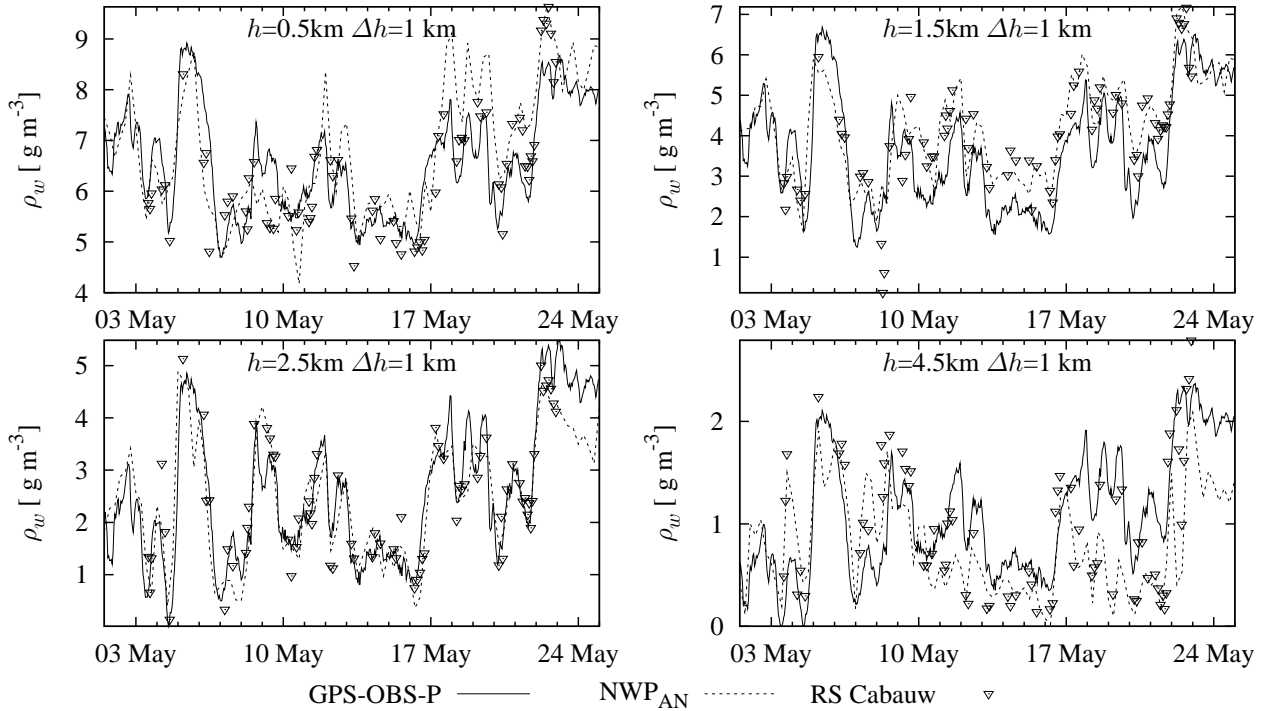 h=0.5km Δh=1 km
ρw [ g m-3]
9
8
7
6
5
4
03 May 10 May 17 May 24 May
h=1.5km Δh=1 km
ρw [ g m-3]
7
6
5
4
3
2
1
03 May 10 May 17 May 24 May
h=2.5km Δh=1 km
ρw [ g m-3]
5
4
3
2
1
03 May 10 May 17 May 24 May
h=4.5km Δh=1 km
ρw [ g m-3]
2
1
0
03 May 10 May 17 May 24 May
GPS-OBS-P NWPAN RS Cabauw